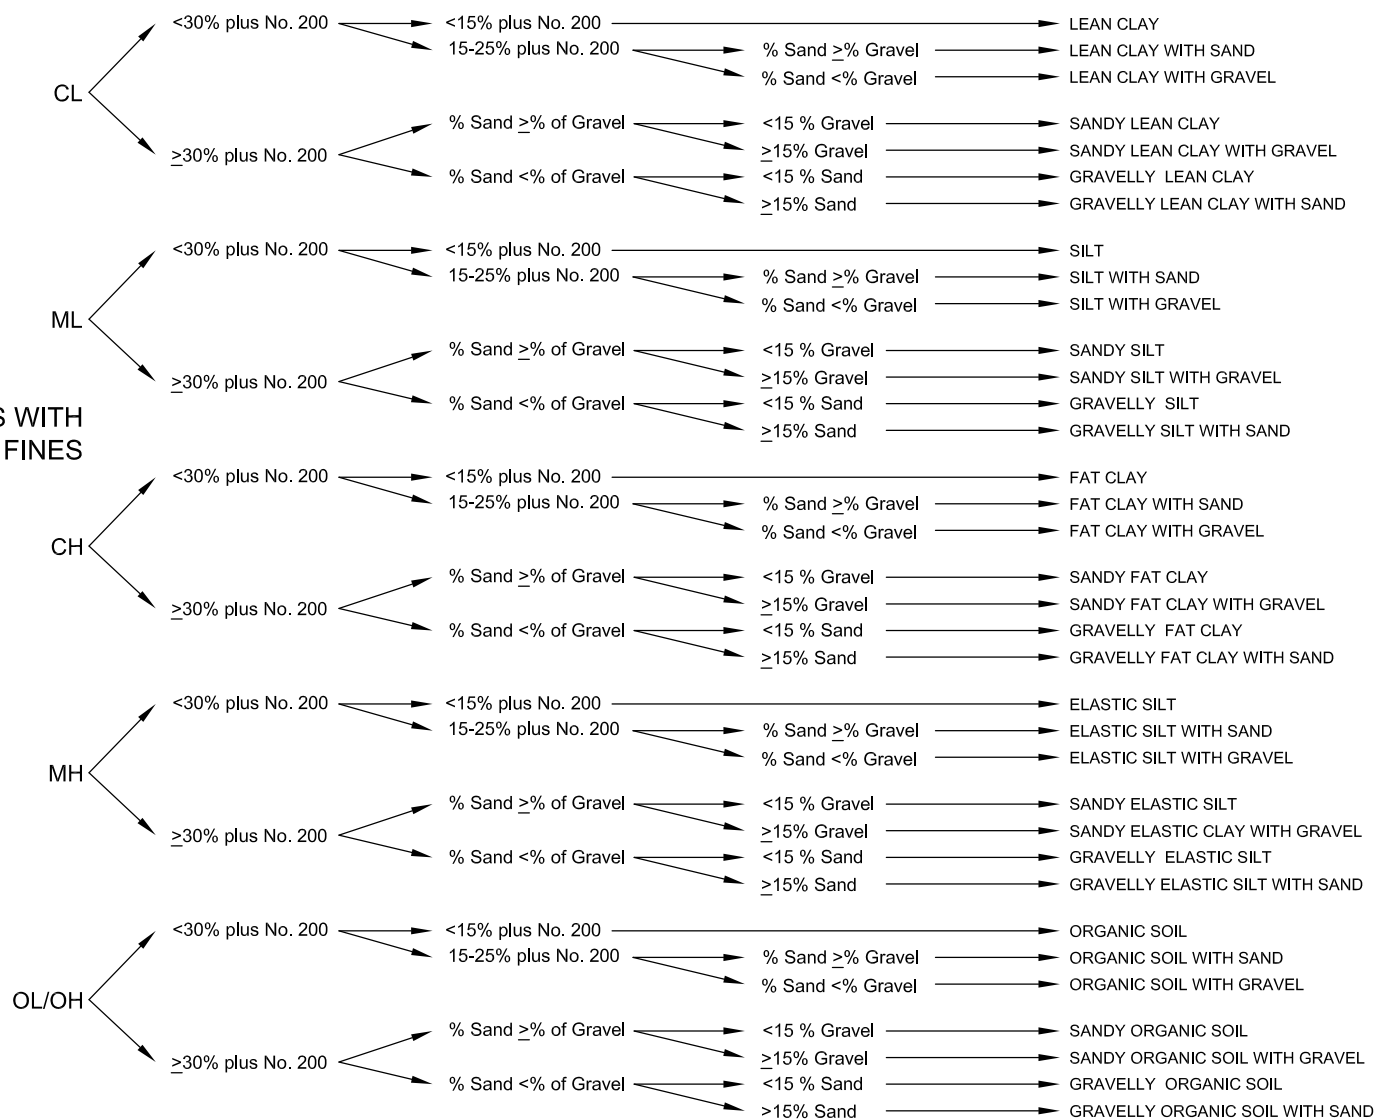 <30% plus No. 200 <15% plus No. 200 LEAN CLAY
15-25% plus No. 200 % Sand ≥% Gravel LEAN CLAY WITH SAND
% Sand <% Gravel LEAN CLAY WITH GRAVEL
CL
% Sand ≥% of Gravel <15 % Gravel SANDY LEAN CLAY
≥30% plus No. 200 ≥15% Gravel SANDY LEAN CLAY WITH GRAVEL
% Sand <% of Gravel <15 % Sand GRAVELLY LEAN CLAY
≥15% Sand GRAVELLY LEAN CLAY WITH SAND
<30% plus No. 200 <15% plus No. 200 SILT
15-25% plus No. 200 % Sand ≥% Gravel SILT WITH SAND
% Sand <% Gravel SILT WITH GRAVEL
ML
% Sand ≥% of Gravel <15 % Gravel SANDY SILT
≥30% plus No. 200 ≥15% Gravel SANDY SILT WITH GRAVEL
% Sand <% of Gravel <15 % Sand GRAVELLY SILT
≥15% Sand GRAVELLY SILT WITH SAND
S WITH
FINES
<30% plus No. 200 <15% plus No. 200 FAT CLAY
15-25% plus No. 200 % Sand ≥% Gravel FAT CLAY WITH SAND
% Sand <% Gravel FAT CLAY WITH GRAVEL
CH
% Sand ≥% of Gravel <15 % Gravel SANDY FAT CLAY
≥30% plus No. 200 ≥15% Gravel SANDY FAT CLAY WITH GRAVEL
% Sand <% of Gravel <15 % Sand GRAVELLY FAT CLAY
≥15% Sand GRAVELLY FAT CLAY WITH SAND
<30% plus No. 200 <15% plus No. 200 ELASTIC SILT
15-25% plus No. 200 % Sand ≥% Gravel ELASTIC SILT WITH SAND
% Sand <% Gravel ELASTIC SILT WITH GRAVEL
MH
% Sand ≥% of Gravel <15 % Gravel SANDY ELASTIC SILT
≥30% plus No. 200 ≥15% Gravel SANDY ELASTIC CLAY WITH GRAVEL
% Sand <% of Gravel <15 % Sand GRAVELLY ELASTIC SILT
≥15% Sand GRAVELLY ELASTIC SILT WITH SAND
<30% plus No. 200 <15% plus No. 200 ORGANIC SOIL
15-25% plus No. 200 % Sand ≥% Gravel ORGANIC SOIL WITH SAND
% Sand <% Gravel ORGANIC SOIL WITH GRAVEL
OL/OH
% Sand ≥% of Gravel <15 % Gravel SANDY ORGANIC SOIL
≥30% plus No. 200 ≥15% Gravel SANDY ORGANIC SOIL WITH GRAVEL
% Sand <% of Gravel <15 % Sand GRAVELLY ORGANIC SOIL
>15% Sand GRAVELLY ORGANIC SOIL WITH SAND